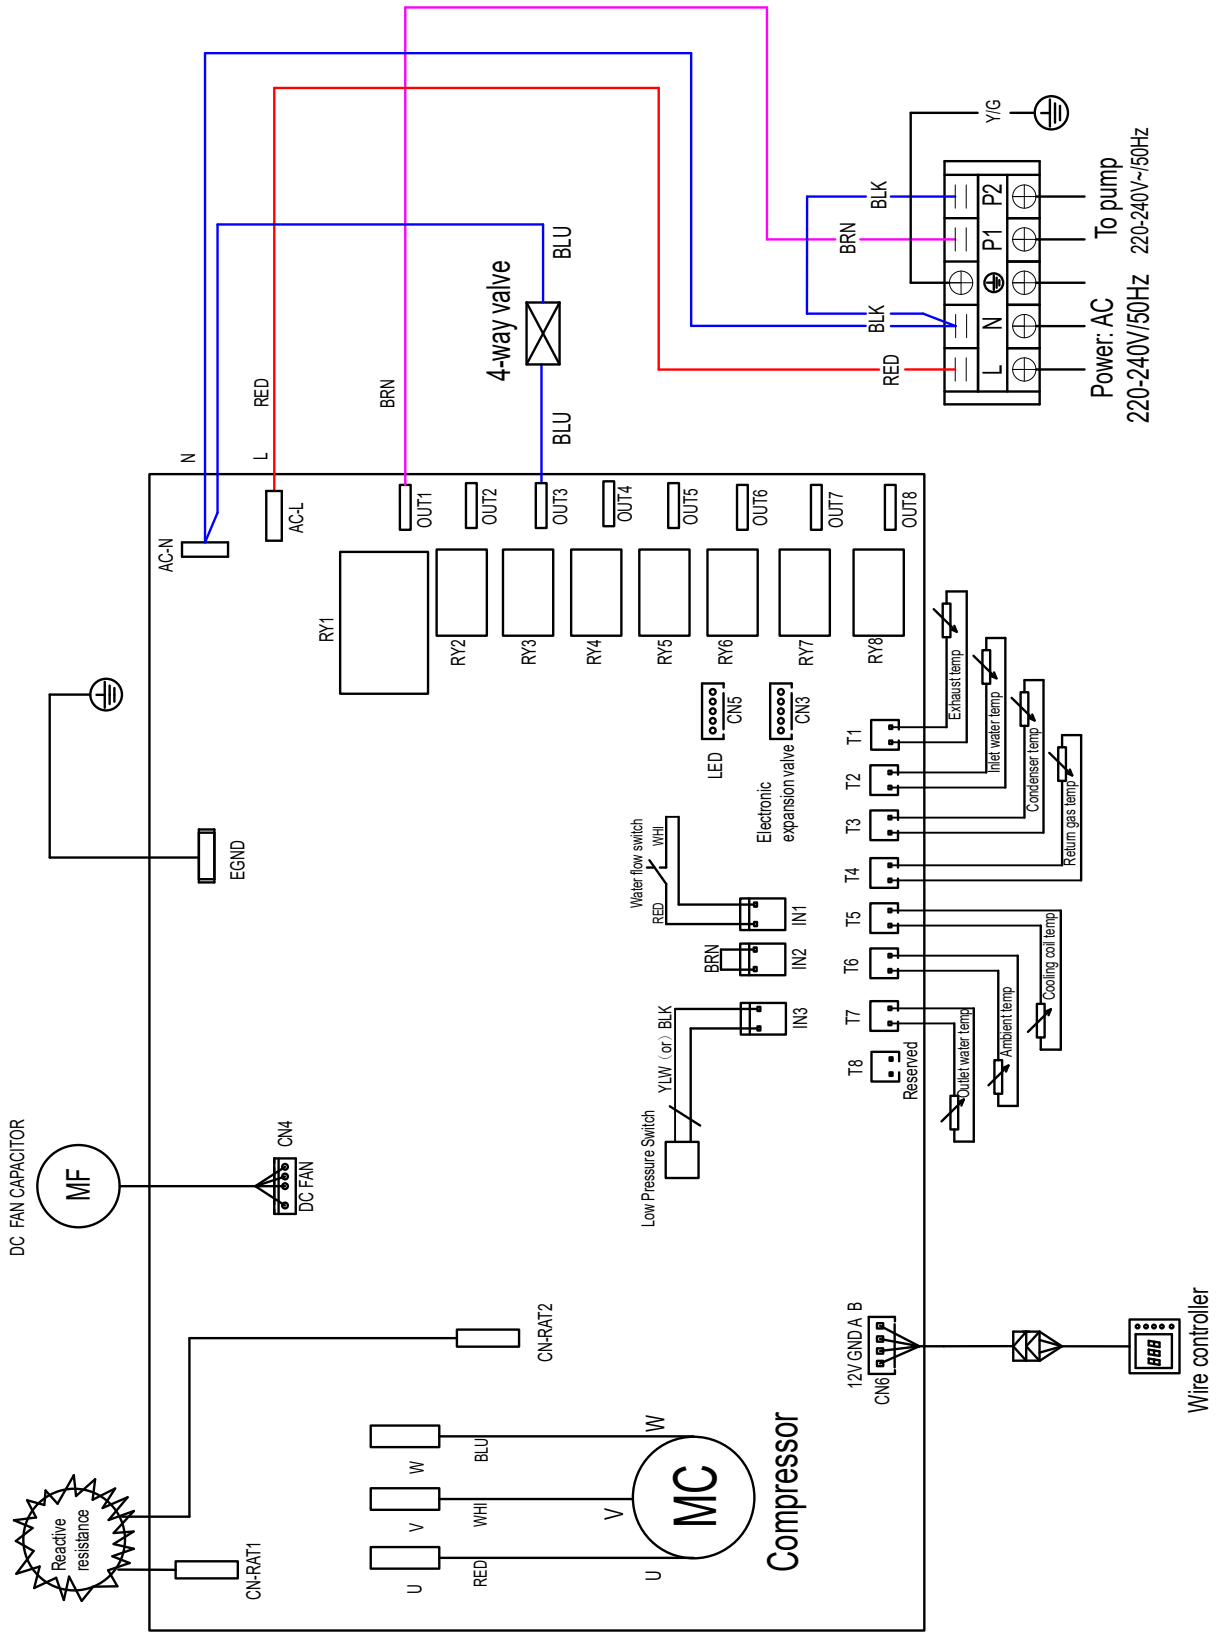 DC FAN CAPACITOR
MF
CN4
DC FAN
Reactive
resistance
CN-RAT1
CN-RAT2
EGND
AC-N
N
AC-L
L
RED
BRN
4-way valve
BLU
BLU
OUT1
OUT2
OUT3
OUT4
OUT5
OUT6
OUT7
OUT8
RY1
RY2
RY3
RY4
RY5
RY6
RY7
RY8
LED
CN5
Electronic
expansion valve
CN3
Water flow switch
RED
WHI
IN1
BRN
IN2
YLW（or）BLK
IN3
Low Pressure Switch
U
V
W
RED
WHI
BLU
U
V
W
MC
Compressor
12V GND A B
CN6
888
Wire controller
T8
Reserved
T7
T6
T5
T4
T3
T2
T1
Outlet water temp
Ambient temp
Cooling coil temp
Return gas temp
Condenser temp
Inlet water temp
Exhaust temp
RED
BLK
BRN
BLK
Y/G
L
N
P1
P2
Power: AC
220-240V/50Hz
To pump
220-240V~/50Hz